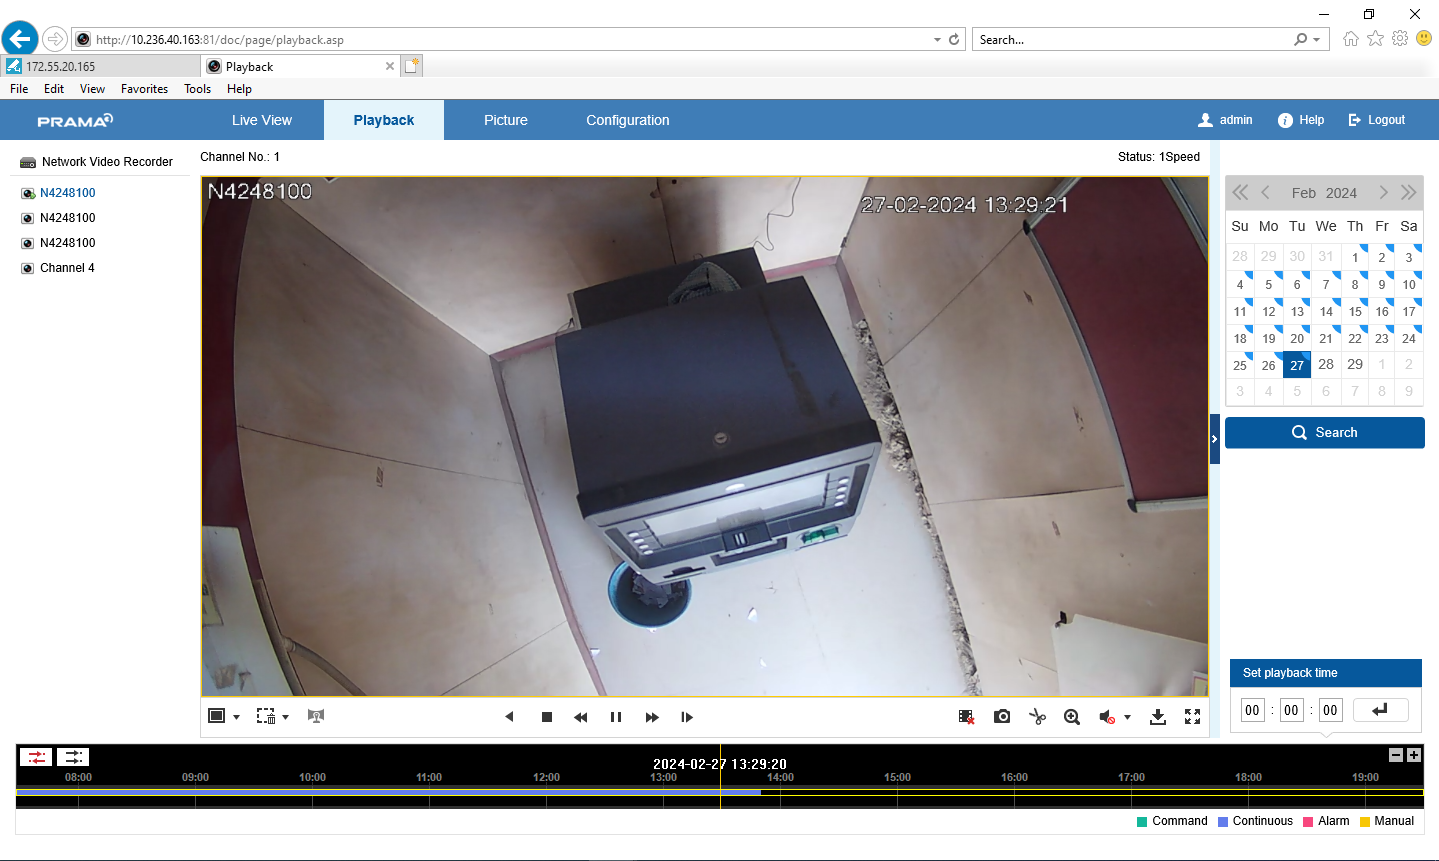 http://10.236.40.163:81/doc/page/playback.asp
Search...
172.55.20.165
Playback
File Edit View Favorites Tools Help
PRAMA
Live View Playback Picture Configuration
admin Help Logout
Network Video Recorder
N4248100
N4248100
N4248100
Channel 4
Channel No.: 1
Status: 1Speed
N4248100
27-02-2024 13:29:21
Feb 2024
Su Mo Tu We Th Fr Sa
28 29 30 31 1 2 3
4 5 6 7 8 9 10
11 12 13 14 15 16 17
18 19 20 21 22 23 24
25 26 27 28 29 1 2
3 4 5 6 7 8 9
Search
Set playback time
00 : 00 : 00
2024-02-27 13:29:20
08:00 09:00 10:00 11:00 12:00 13:00 14:00 15:00 16:00 17:00 18:00 19:00
Command Continuous Alarm Manual